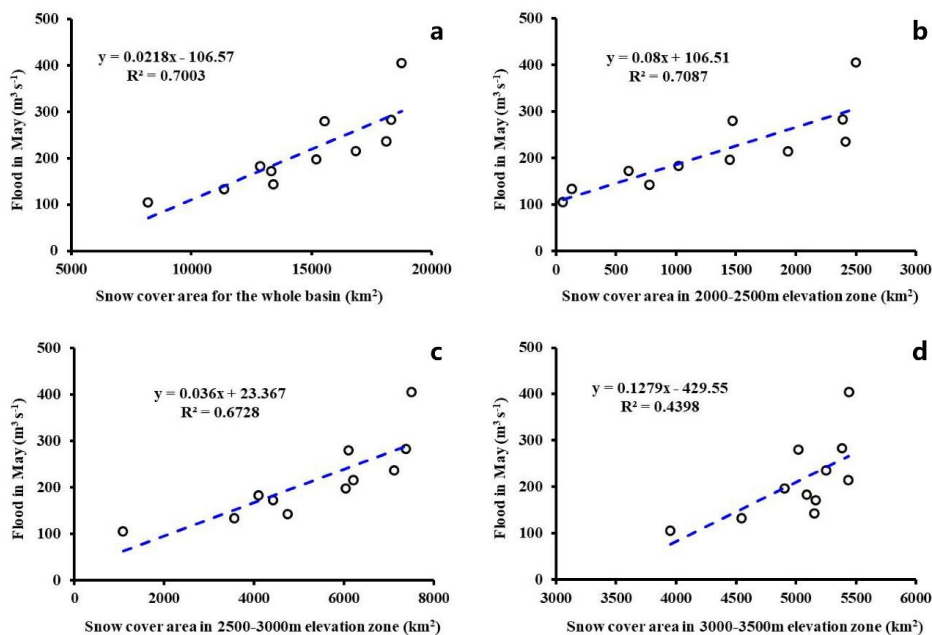 a
y = 0.0218x - 106.57
R² = 0.7003
Flood in May (m³ s⁻¹)
500
400
300
200
100
0
5000 10000 15000 20000
Snow cover area for the whole basin (km²)
b
y = 0.08x + 106.51
R² = 0.7087
Flood in May (m³ s⁻¹)
500
400
300
200
100
0
0 500 1000 1500 2000 2500 3000
Snow cover area in 2000-2500m elevation zone (km²)
c
y = 0.036x + 23.367
R² = 0.6728
Flood in May (m³ s⁻¹)
500
400
300
200
100
0
0 2000 4000 6000 8000
Snow cover area in 2500-3000m elevation zone (km²)
d
y = 0.1279x - 429.55
R² = 0.4398
Flood in May (m³ s⁻¹)
500
400
300
200
100
0
3000 3500 4000 4500 5000 5500 6000
Snow cover area in 3000-3500m elevation zone (km²)